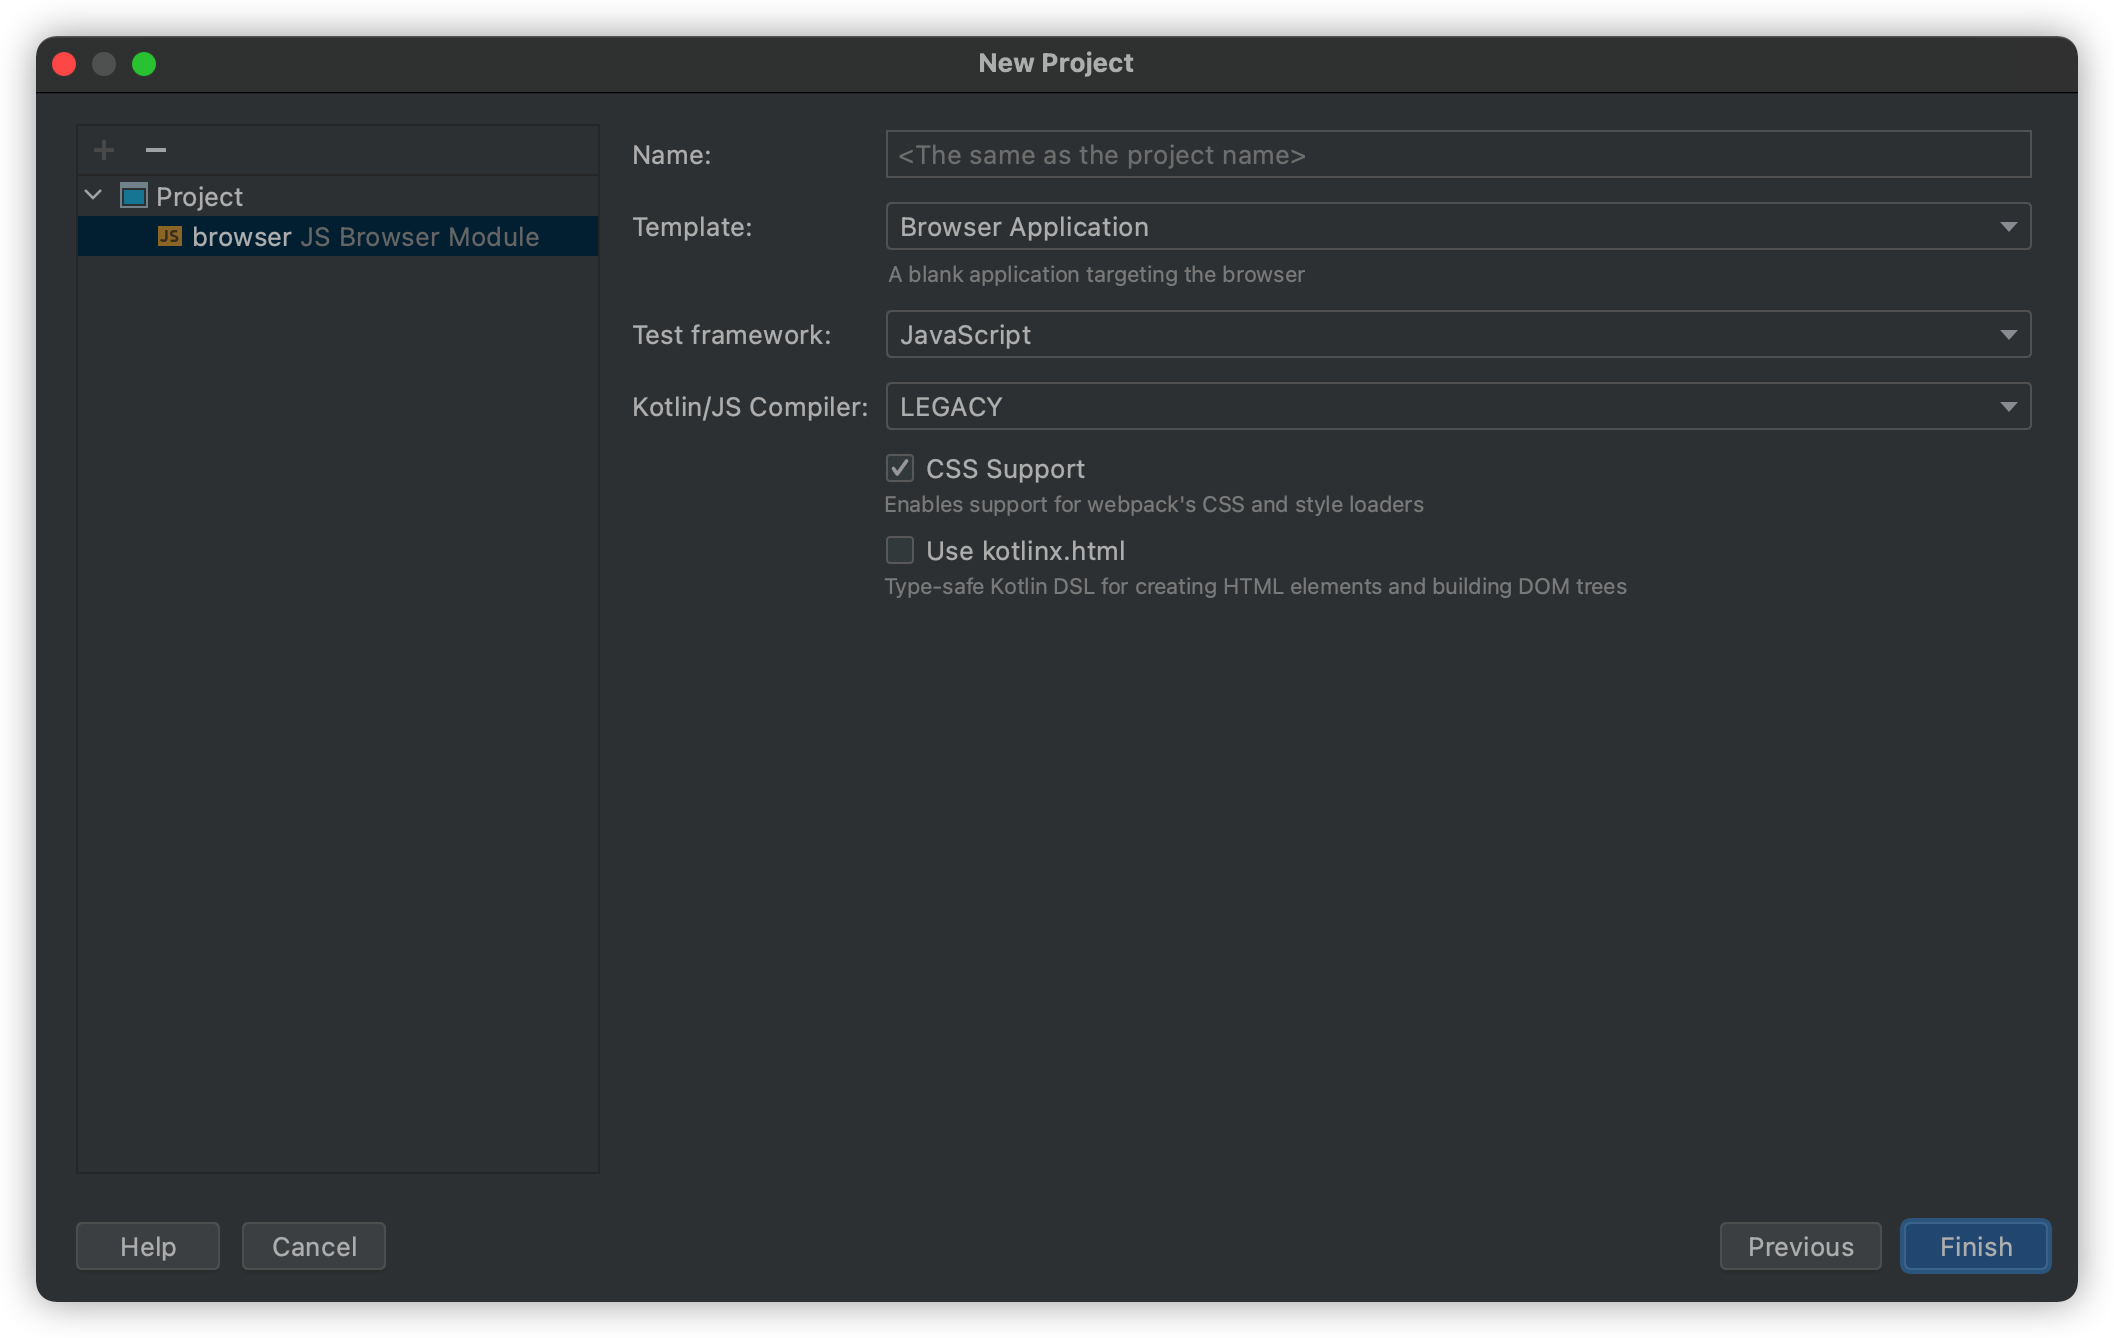 New Project
Project
JS browser JS Browser Module
Name: <The same as the project name>
Template: Browser Application
A blank application targeting the browser
Test framework: JavaScript
Kotlin/JS Compiler: LEGACY
CSS Support
Enables support for webpack's CSS and style loaders
Use kotlinx.html
Type-safe Kotlin DSL for creating HTML elements and building DOM trees
Help Cancel Previous Finish